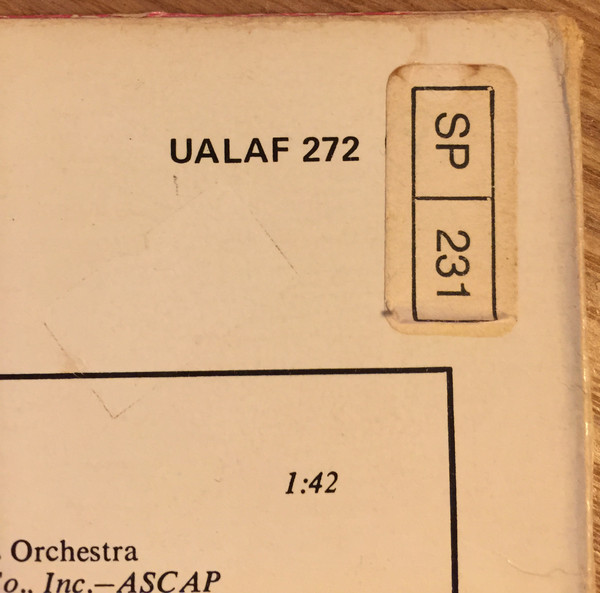 UALAF 272
SP 231
1:42
Orchestra
o., Inc.—ASCAP